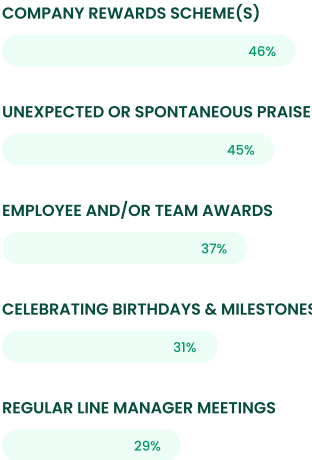 COMPANY REWARDS SCHEME(S)
46%
UNEXPECTED OR SPONTANEOUS PRAISE
45%
EMPLOYEE AND/OR TEAM AWARDS
37%
CELEBRATING BIRTHDAYS & MILESTONES
31%
REGULAR LINE MANAGER MEETINGS
29%